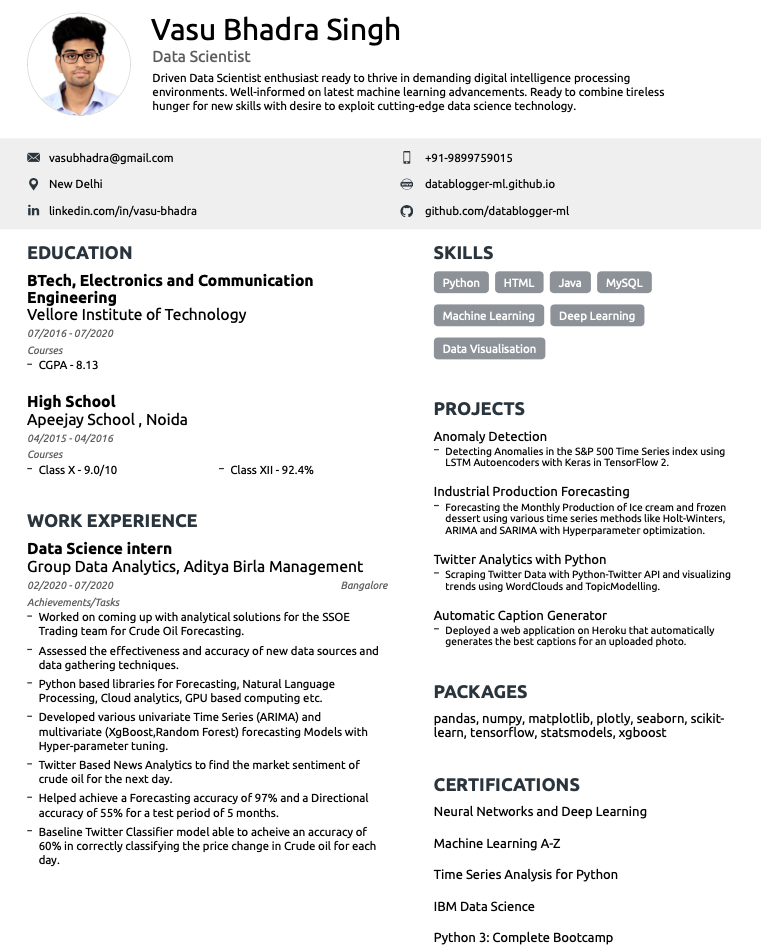 Vasu Bhadra Singh
Data Scientist
Driven Data Scientist enthusiast ready to thrive in demanding digital intelligence processing
environments. Well-informed on latest machine learning advancements. Ready to combine tireless
hunger for new skills with desire to exploit cutting-edge data science technology.
vasubhadra@gmail.com
+91-9899759015
New Delhi
datablogger-ml.github.io
linkedin.com/in/vasu-bhadra
github.com/datablogger-ml
EDUCATION
BTech, Electronics and Communication
Engineering
Vellore Institute of Technology
07/2016 - 07/2020
Courses
– CGPA - 8.13
High School
Apeejay School , Noida
04/2015 - 04/2016
Courses
– Class X - 9.0/10
– Class XII - 92.4%
WORK EXPERIENCE
Data Science intern
Group Data Analytics, Aditya Birla Management
02/2020 - 07/2020 Bangalore
Achievements/Tasks
– Worked on coming up with analytical solutions for the SSOE
Trading team for Crude Oil Forecasting.
– Assessed the effectiveness and accuracy of new data sources and
data gathering techniques.
– Python based libraries for Forecasting, Natural Language
Processing, Cloud analytics, GPU based computing etc.
– Developed various univariate Time Series (ARIMA) and
multivariate (XgBoost,Random Forest) forecasting Models with
Hyper-parameter tuning.
– Twitter Based News Analytics to find the market sentiment of
crude oil for the next day.
– Helped achieve a Forecasting accuracy of 97% and a Directional
accuracy of 55% for a test period of 5 months.
– Baseline Twitter Classifier model able to acheive an accuracy of
60% in correctly classifying the price change in Crude oil for each
day.
SKILLS
Python HTML Java MySQL
Machine Learning Deep Learning
Data Visualisation
PROJECTS
Anomaly Detection
– Detecting Anomalies in the S&P 500 Time Series index using
LSTM Autoencoders with Keras in TensorFlow 2.
Industrial Production Forecasting
– Forecasting the Monthly Production of Ice cream and frozen
dessert using various time series methods like Holt-Winters,
ARIMA and SARIMA with Hyperparameter optimization.
Twitter Analytics with Python
– Scraping Twitter Data with Python-Twitter API and visualizing
trends using WordClouds and TopicModelling.
Automatic Caption Generator
– Deployed a web application on Heroku that automatically
generates the best captions for an uploaded photo.
PACKAGES
pandas, numpy, matplotlib, plotly, seaborn, scikit-
learn, tensorflow, statsmodels, xgboost
CERTIFICATIONS
Neural Networks and Deep Learning
Machine Learning A-Z
Time Series Analysis for Python
IBM Data Science
Python 3: Complete Bootcamp